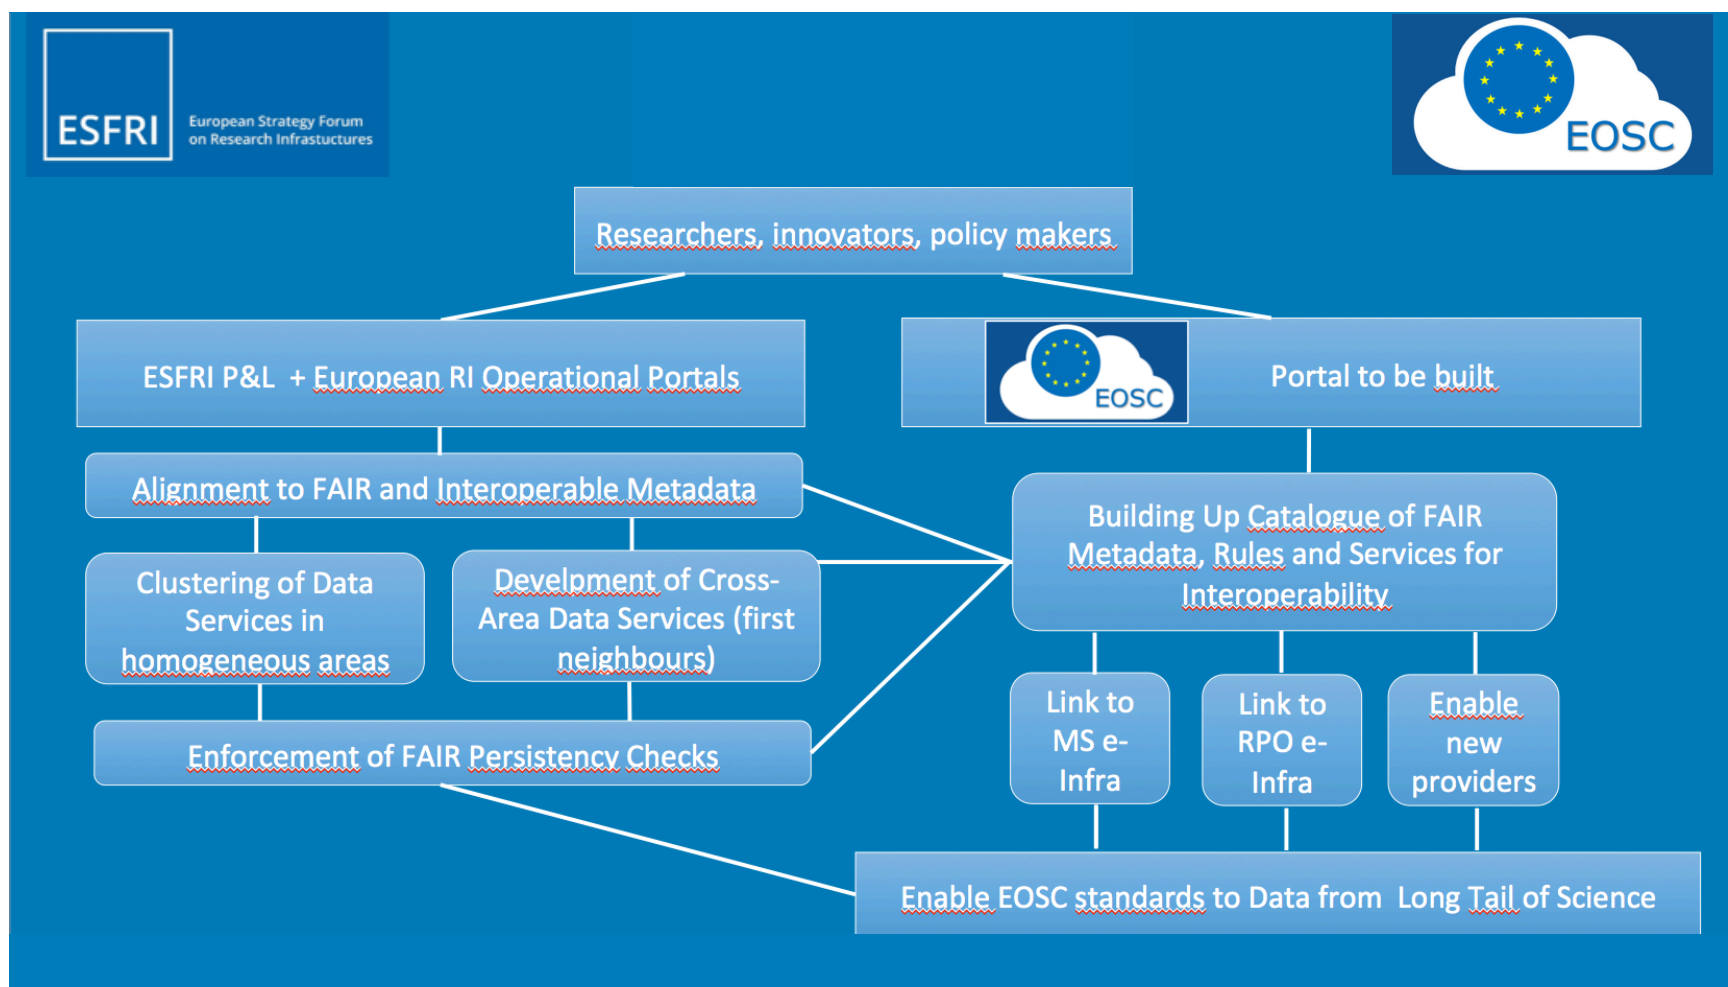 ESFRI
European Strategy Forum
on Research Infrastuctures
EOSC
Researchers, innovators, policy makers
ESFRI P&L + European RI Operational Portals
EOSC
Portal to be built
Alignment to FAIR and Interoperable Metadata
Building Up Catalogue of FAIR
Metadata, Rules and Services for
Interoperability
Clustering of Data
Services in
homogeneous areas
Develpment of Cross-
Area Data Services (first
neighbours)
Link to
MS e-
Infra
Link to
RPO e-
Infra
Enable
new
providers
Enforcement of FAIR Persistency Checks
Enable EOSC standards to Data from Long Tail of Science